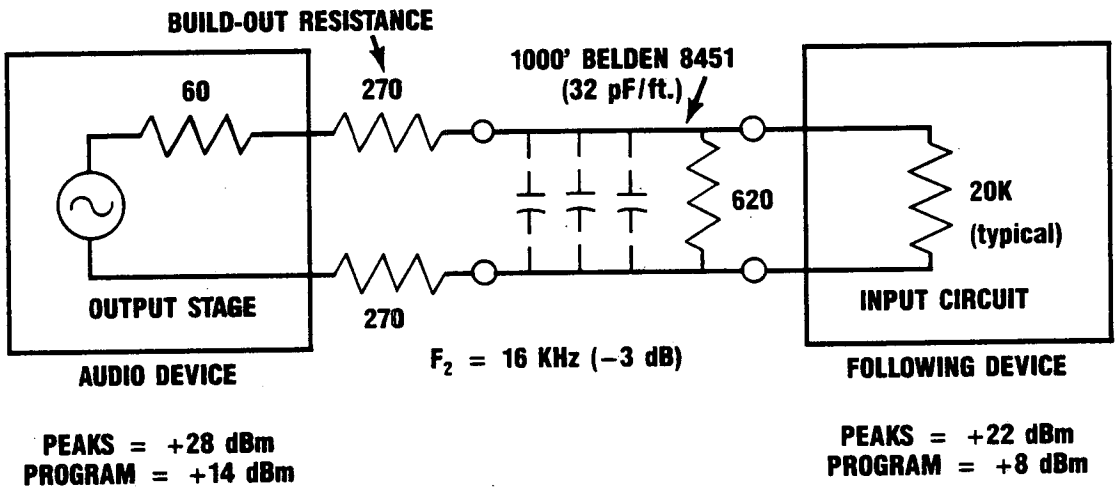 BUILD-OUT RESISTANCE
60
270
1000' BELDEN 8451
(32 pF/ft.)
620
20K
(typical)
OUTPUT STAGE
270
INPUT CIRCUIT
F₂ = 16 KHz (−3 dB)
AUDIO DEVICE
FOLLOWING DEVICE
PEAKS = +28 dBm
PROGRAM = +14 dBm
PEAKS = +22 dBm
PROGRAM = +8 dBm